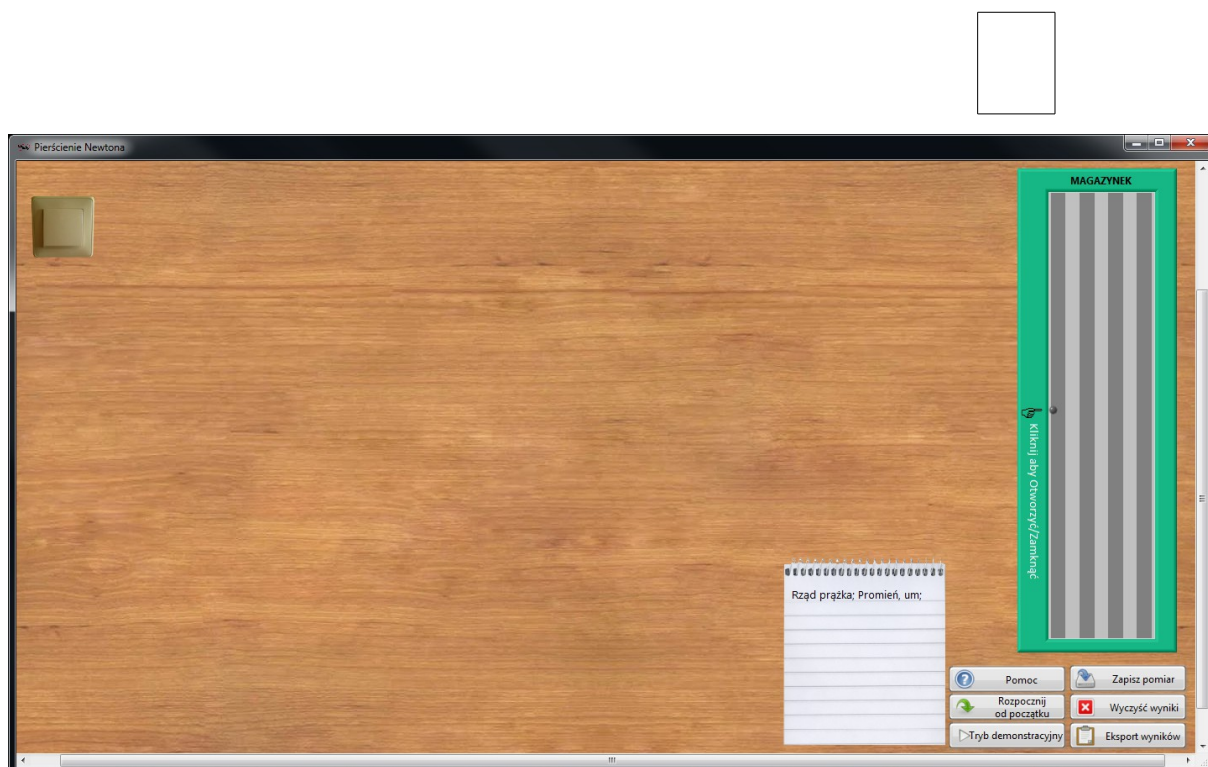 Pierścienie Newtona
MAGAZYNEK
Kliknij aby Otworzyć/Zamknąć
Rząd prążka; Promień, um;
Pomoc
Zapisz pomiar
Rozpocznij
od początku
Wyczyść wyniki
Tryb demonstracyjny
Eksport wyników